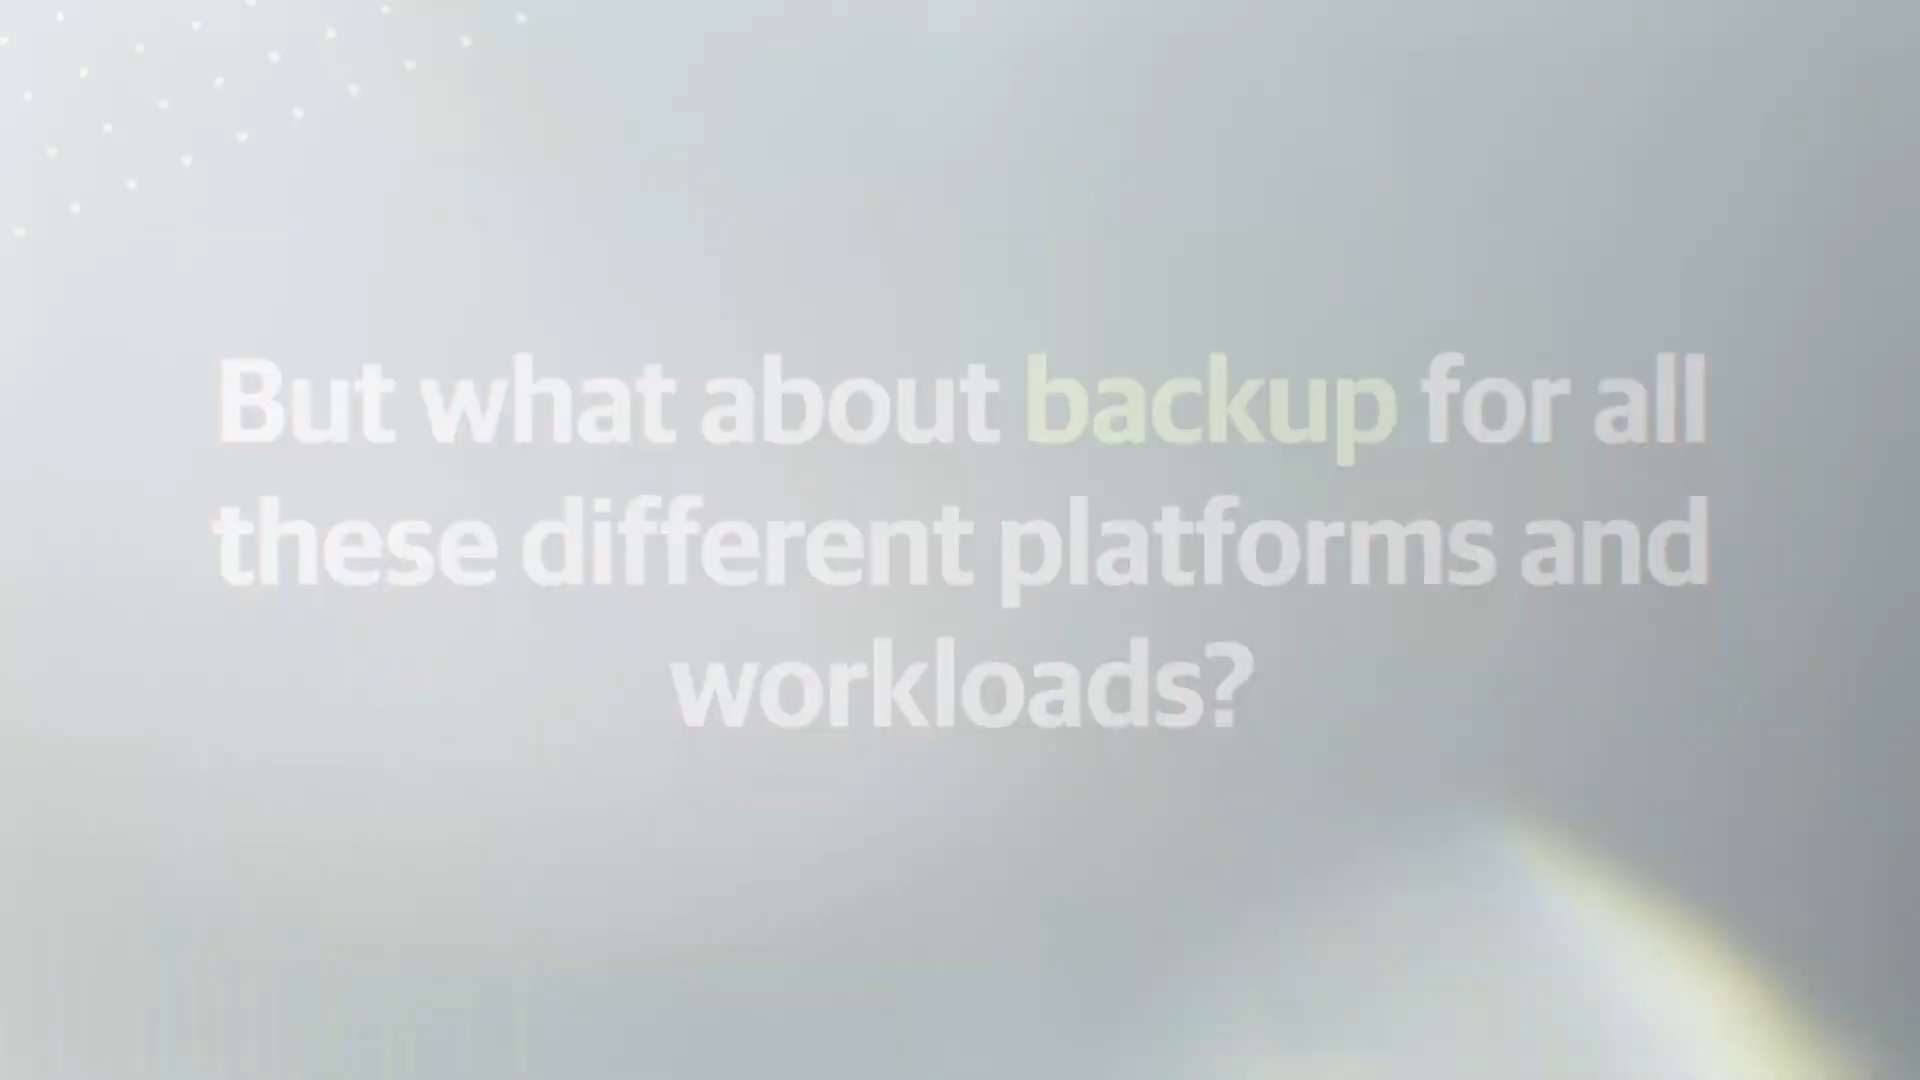 But what about backup for all
these different platforms and
workloads?